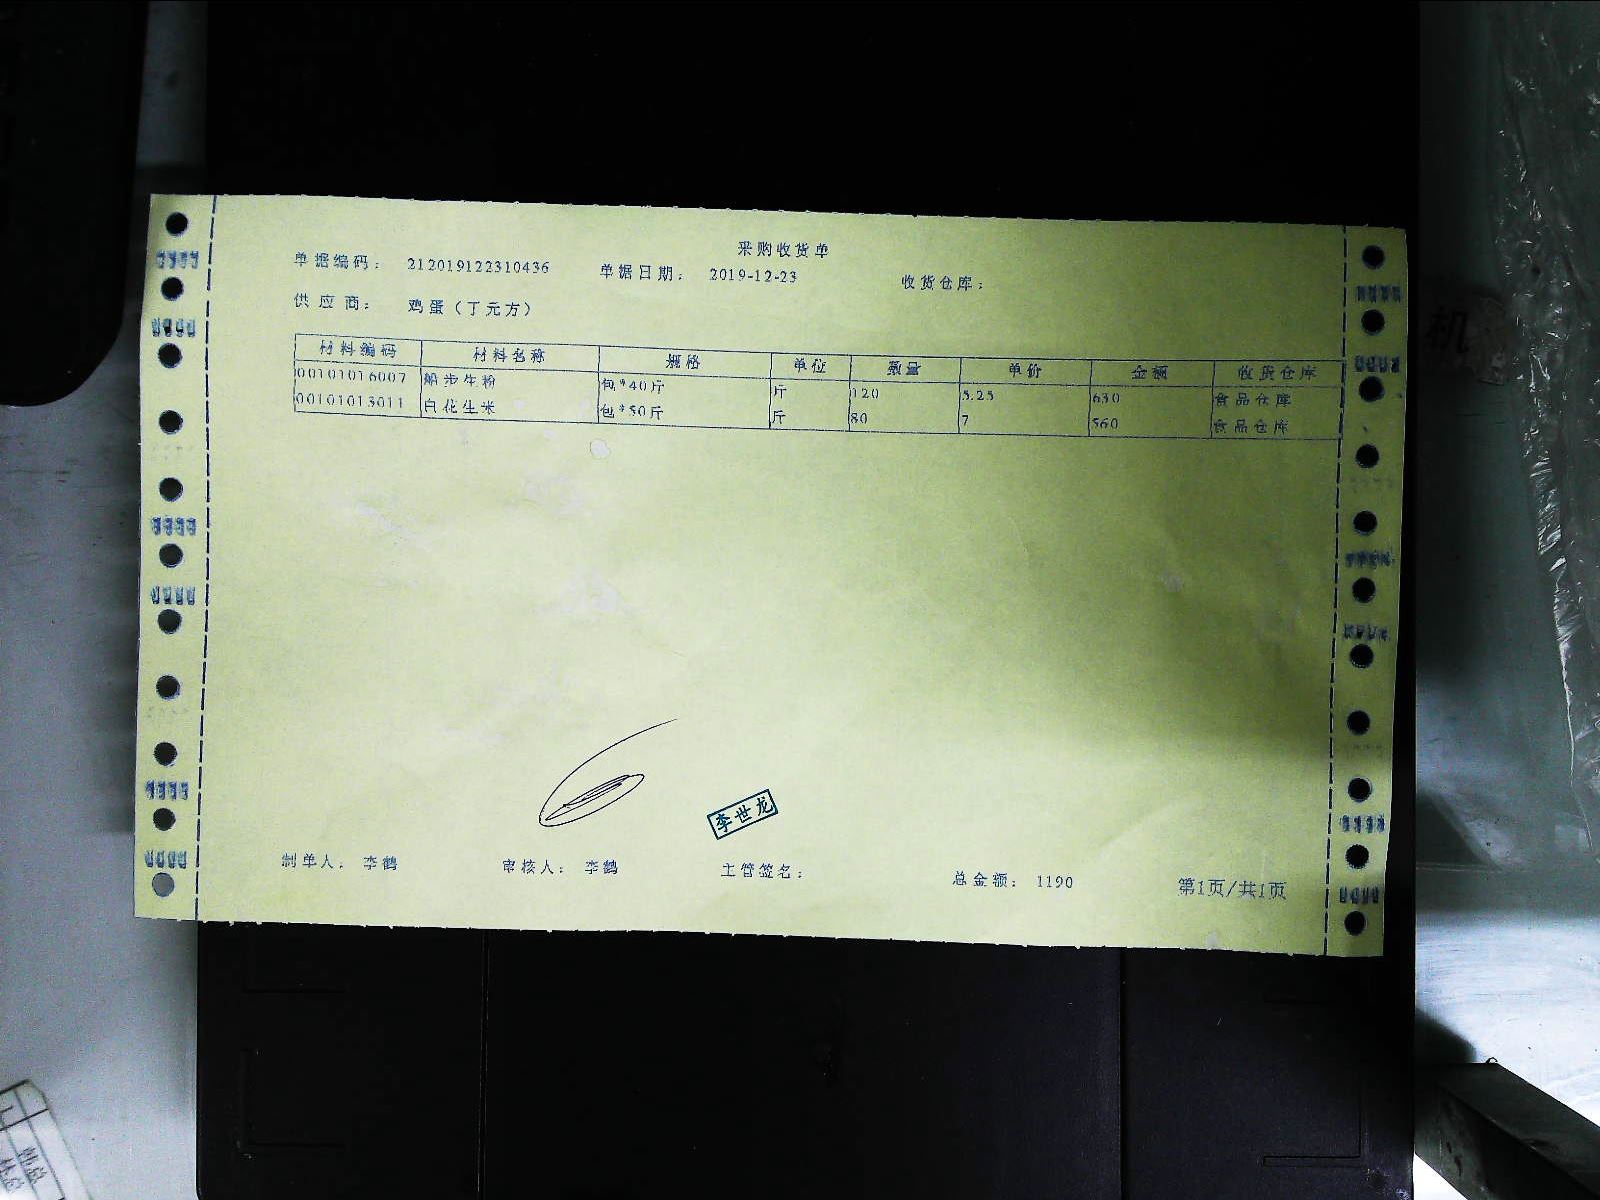 采购收货单
单据编码: 212019122310436 单据日期: 2019-12-23 收货仓库:
供应商: 鸡蛋(丁元方)
材料编码 材料名称 规格 单位 数量 单价 金额 收货仓库
00101016007 船步生粉 包*40斤 斤 120 5.25 630 食品仓库
00101013011 白花生米 包*50斤 斤 80 7 560 食品仓库
李世龙
制单人: 李鹤 审核人: 李鹤 主管签名: 总金额: 1190 第1页/共1页
机